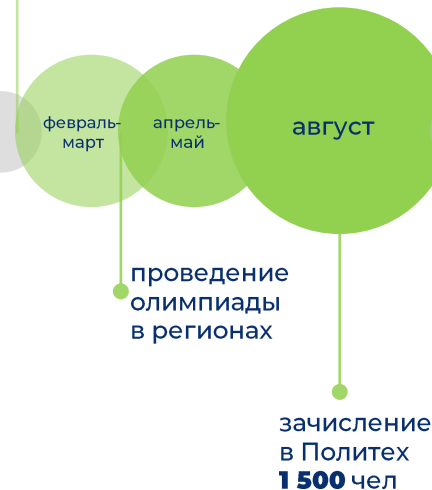 февраль-
март
апрель-
май
август
проведение
олимпиады
в регионах
зачисление
в Политех
1 500 чел